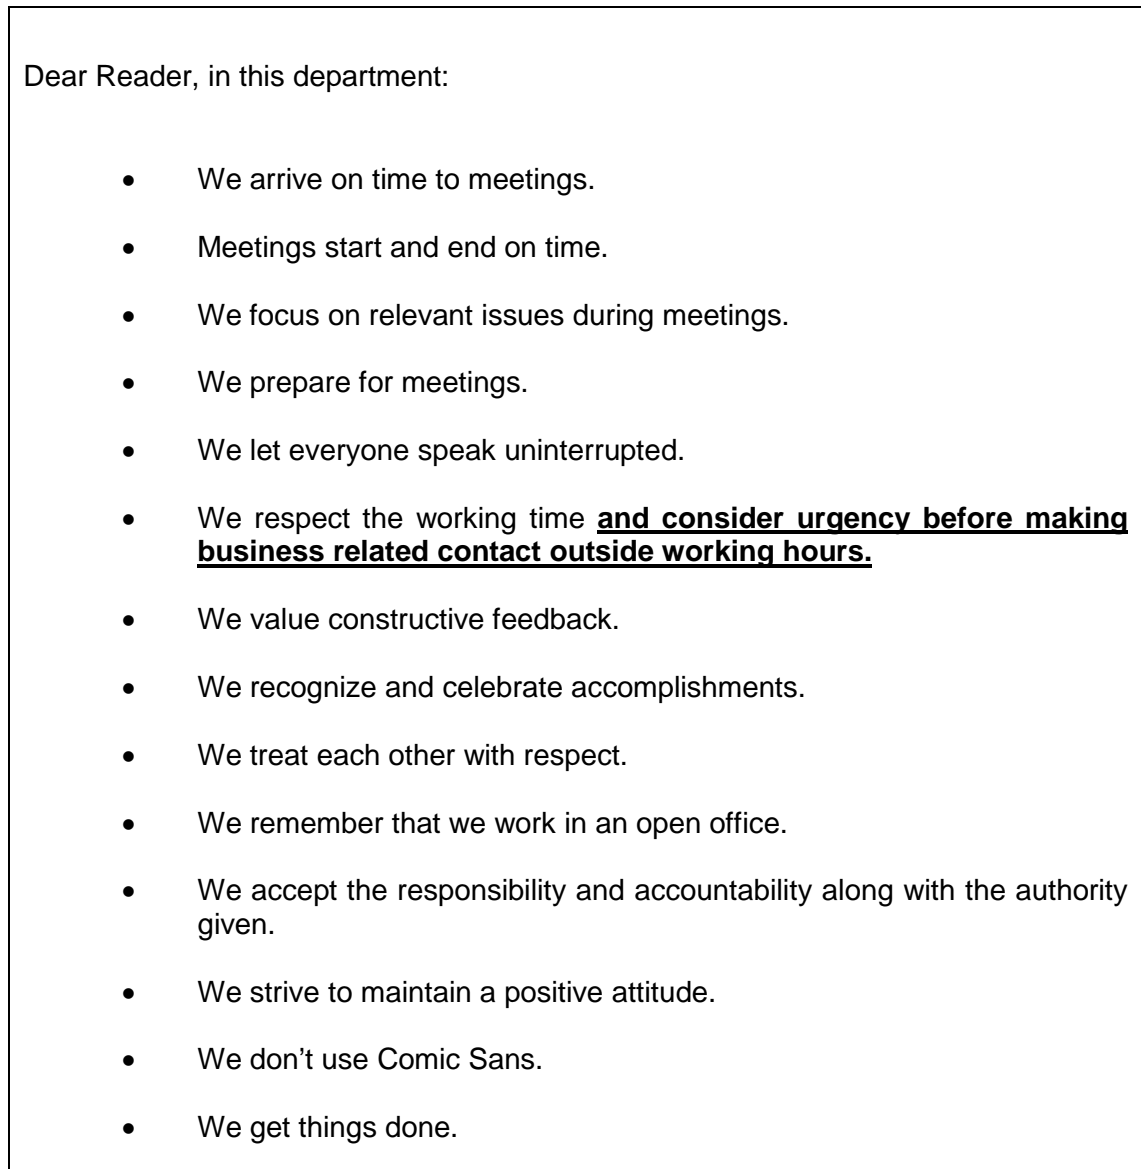 Dear Reader, in this department:
• We arrive on time to meetings.
• Meetings start and end on time.
• We focus on relevant issues during meetings.
• We prepare for meetings.
• We let everyone speak uninterrupted.
• We respect the working time and consider urgency before making
business related contact outside working hours.
• We value constructive feedback.
• We recognize and celebrate accomplishments.
• We treat each other with respect.
• We remember that we work in an open office.
• We accept the responsibility and accountability along with the authority
given.
• We strive to maintain a positive attitude.
• We don’t use Comic Sans.
• We get things done.